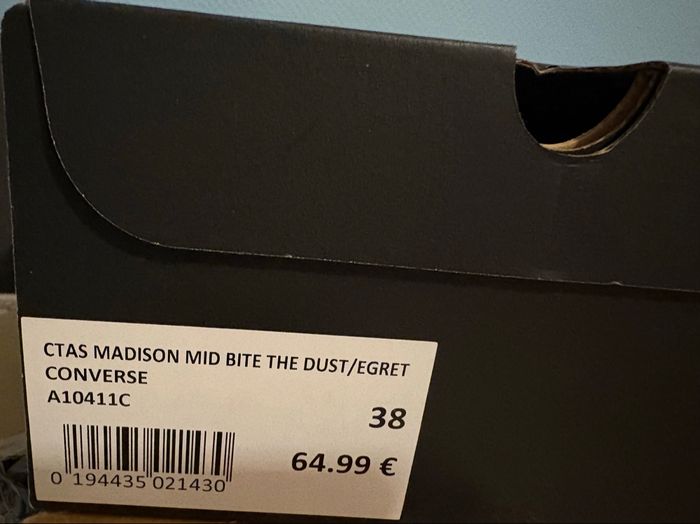 CTAS MADISON MID BITE THE DUST/EGRET
CONVERSE
A10411C
38
64.99 €
0 194435 021430